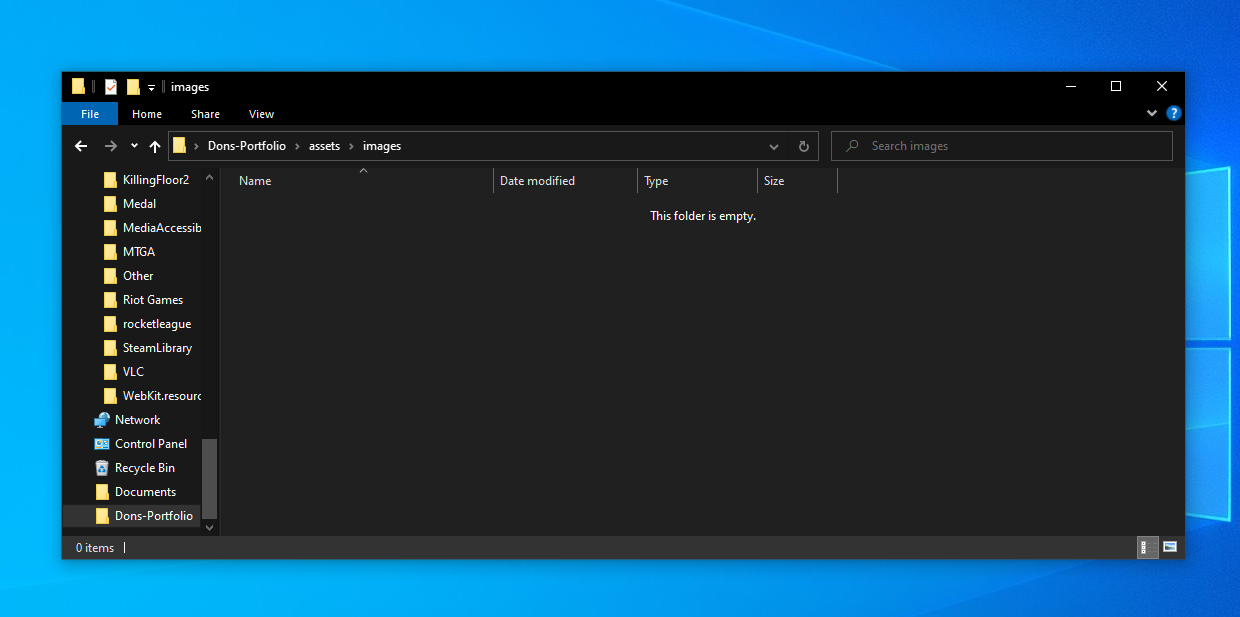 images
File Home Share View
Dons-Portfolio assets images
Search images
Name Date modified Type Size
This folder is empty.
KillingFloor2
Medal
MediaAccessib
MTGA
Other
Riot Games
rocketleague
SteamLibrary
VLC
WebKit.resourc
Network
Control Panel
Recycle Bin
Documents
Dons-Portfolio
0 items